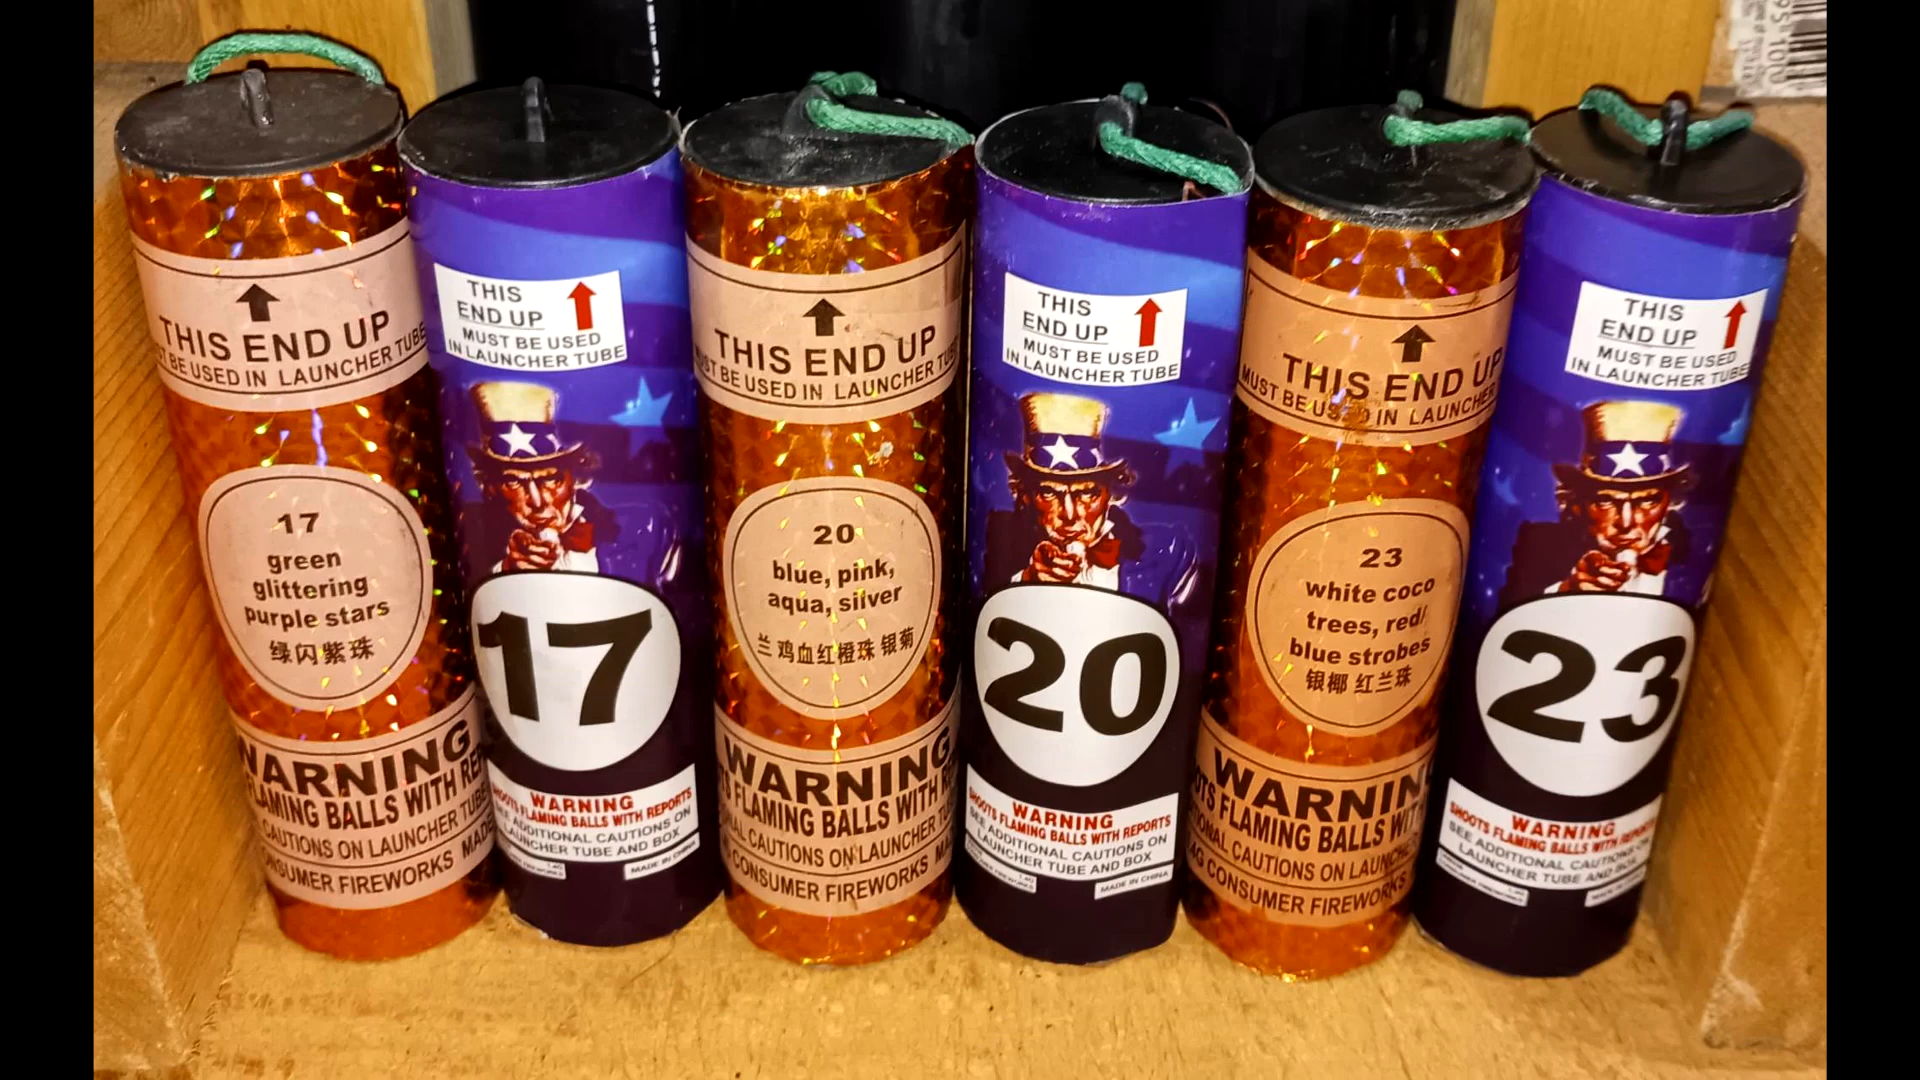 THIS END UP
BE USED IN LAUNCHER TUBE
17
green
glittering
purple stars
绿闪紫珠
WARNING
FLAMING BALLS WITH
CAUTIONS ON LAUNCHER TUBE
CONSUMER FIREWORKS
THIS
END UP
MUST BE USED
IN LAUNCHER TUBE
17
WARNING
SHOOTS FLAMING BALLS WITH REPORTS
SEE ADDITIONAL CAUTIONS ON
LAUNCHER TUBE AND BOX
MADE IN CHINA
THIS END UP
MUST BE USED IN LAUNCHER
20
blue, pink,
aqua, silver
兰 鸡血红橙珠 银菊
WARNING
FLAMING BALLS WITH
CAUTIONS ON LAUNCHER
CONSUMER FIREWORKS
THIS
END UP
MUST BE USED
IN LAUNCHER TUBE
20
WARNING
SHOOTS FLAMING BALLS WITH REPORTS
SEE ADDITIONAL CAUTIONS ON
LAUNCHER TUBE AND BOX
1.4G
MADE IN CHINA
THIS END UP
MUST BE USED IN LAUNCHER
23
white coco
trees, red/
blue strobes
银椰 红兰珠
WARNING
FLAMING BALLS
CAUTIONS ON LAUNCHER
CONSUMER FIREWORKS
THIS
END UP
MUST BE USED
IN LAUNCHER TUBE
23
WARNING
SHOOTS FLAMING BALLS WITH REPORTS
SEE ADDITIONAL CAUTIONS ON
LAUNCHER TUBE AND BOX